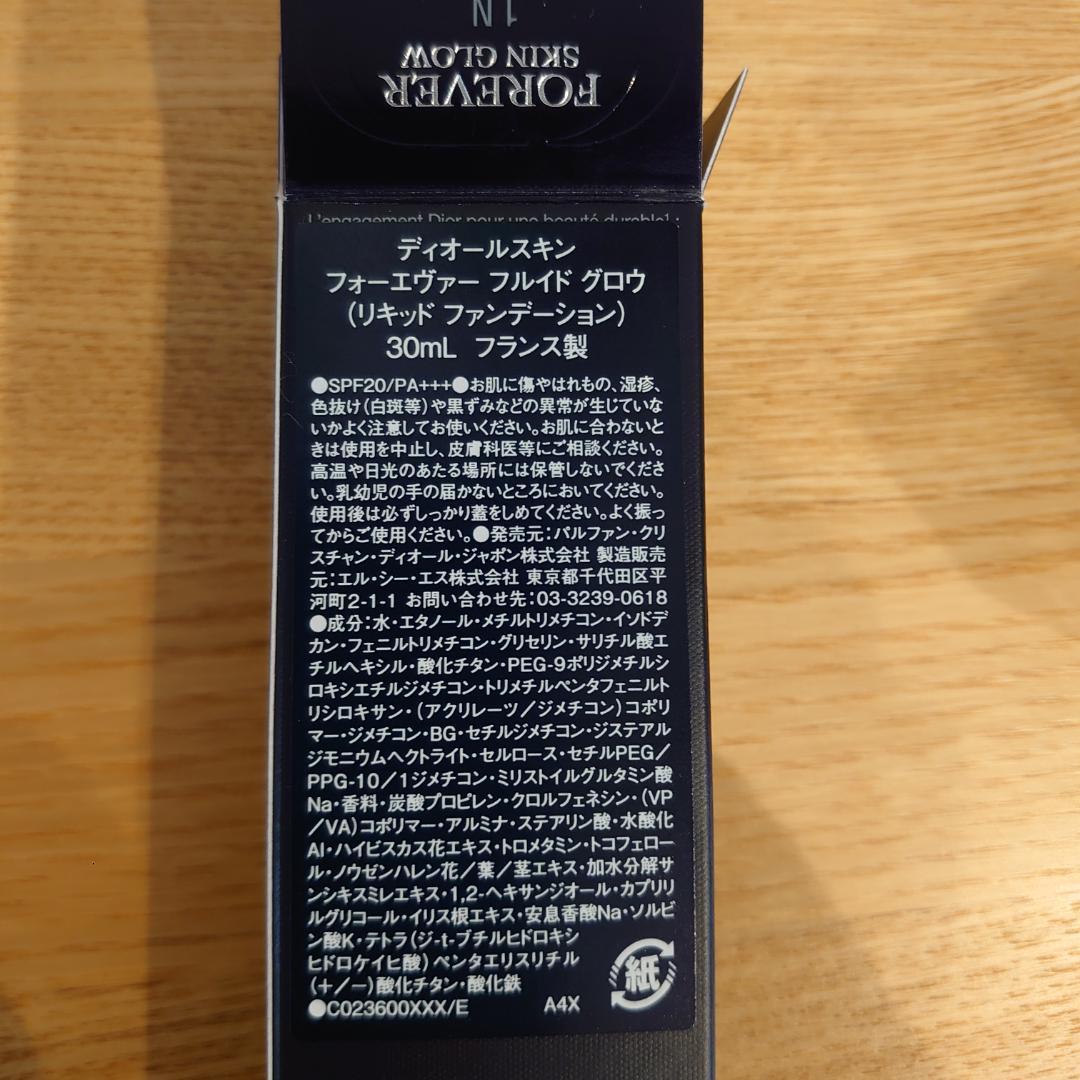 1N
SKIN GLOW
FOREVER
L'engagement Dior pour une beauté durable¹ :
ディオールスキン
フォーエヴァー フルイド グロウ
(リキッド ファンデーション)
30mL フランス製
●SPF20/PA+++●お肌に傷やはれもの、湿疹、
色抜け(白斑等)や黒ずみなどの異常が生じていな
いかよく注意してお使いください。お肌に合わないと
きは使用を中止し、皮膚科医等にご相談ください。
高温や日光のあたる場所には保管しないでくださ
い。乳幼児の手の届かないところにおいてください。
使用後は必ずしっかり蓋をしめてください。よく振っ
てからご使用ください。●発売元:パルファン・クリ
スチャン・ディオール・ジャポン株式会社 製造販売
元:エル・シー・エス株式会社 東京都千代田区平
河町2-1-1 お問い合わせ先:03-3239-0618
●成分:水・エタノール・メチルトリメチコン・イソドデ
カン・フェニルトリメチコン・グリセリン・サリチル酸エ
チルヘキシル・酸化チタン・PEG-9ポリジメチルシ
ロキシエチルジメチコン・トリメチルペンタフェニルト
リシロキサン・(アクリレーツ/ジメチコン)コポリ
マー・ジメチコン・BG・セチルジメチコン・ジステアル
ジモニウムヘクトライト・セルロース・セチルPEG/
PPG-10/1ジメチコン・ミリストイルグルタミン酸
Na・香料・炭酸プロピレン・クロルフェネシン・(VP
/VA)コポリマー・アルミナ・ステアリン酸・水酸化
Al・ハイビスカス花エキス・トロメタミン・トコフェロー
ル・ノウゼンハレン花/葉/茎エキス・加水分解サ
ンシキスミレエキス・1,2-ヘキサンジオール・カプリリ
ルグリコール・イリス根エキス・安息香酸Na・ソルビ
ン酸K・テトラ(ジ-t-ブチルヒドロキシ
ヒドロケイヒ酸)ペンタエリスリチル
(+/-)酸化チタン・酸化鉄
紙
●C023600XXX/E A4X